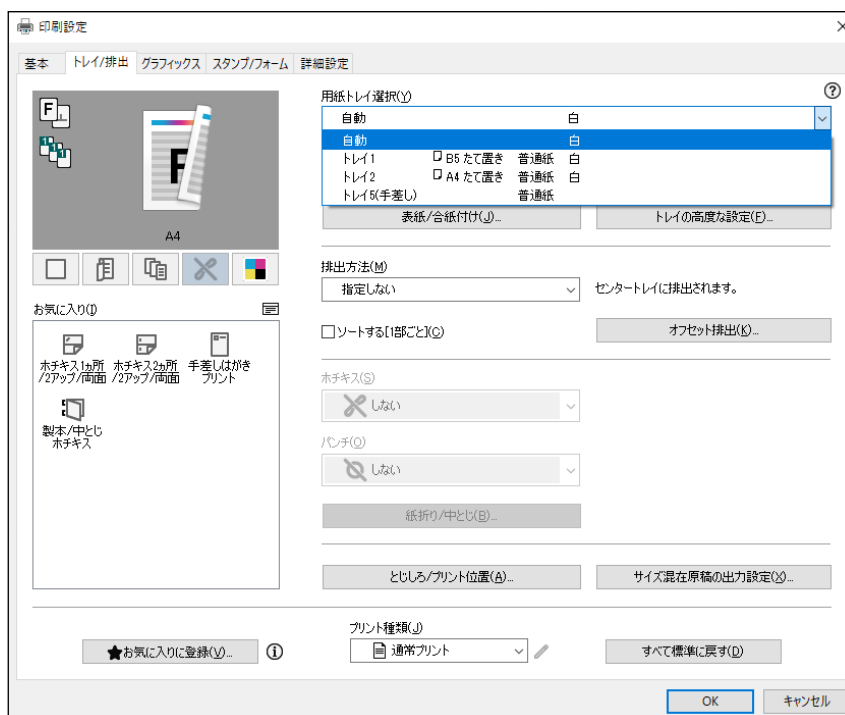 印刷設定
基本 トレイ/排出 グラフィックス スタンプ/フォーム 詳細設定
A4
お気に入り(I)
ホチキス1ヵ所/2アップ/両面
ホチキス2ヵ所/2アップ/両面
手差しはがきプリント
製本/中とじホチキス
用紙トレイ選択(Y)
自動 白
自動 白
トレイ1 B5 たて置き 普通紙 白
トレイ2 A4 たて置き 普通紙 白
トレイ5(手差し) 普通紙
表紙/合紙付け(J)... トレイの高度な設定(F)...
排出方法(M)
指定しない センタートレイに排出されます。
ソートする[1部ごと](C) オフセット排出(K)...
ホチキス(S)
しない
パンチ(O)
しない
紙折り/中とじ(B)...
とじしろ/プリント位置(A)... サイズ混在原稿の出力設定(X)...
プリント種類(J)
お気に入りに登録(V)... 通常プリント すべて標準に戻す(D)
OK キャンセル